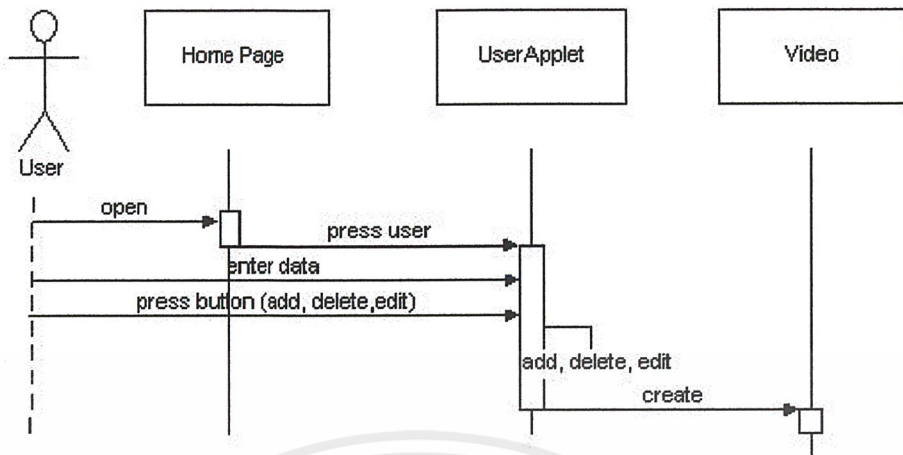 Home Page
UserApplet
Video
User
open
press user
enter data
press button (add, delete,edit)
add, delete, edit
create